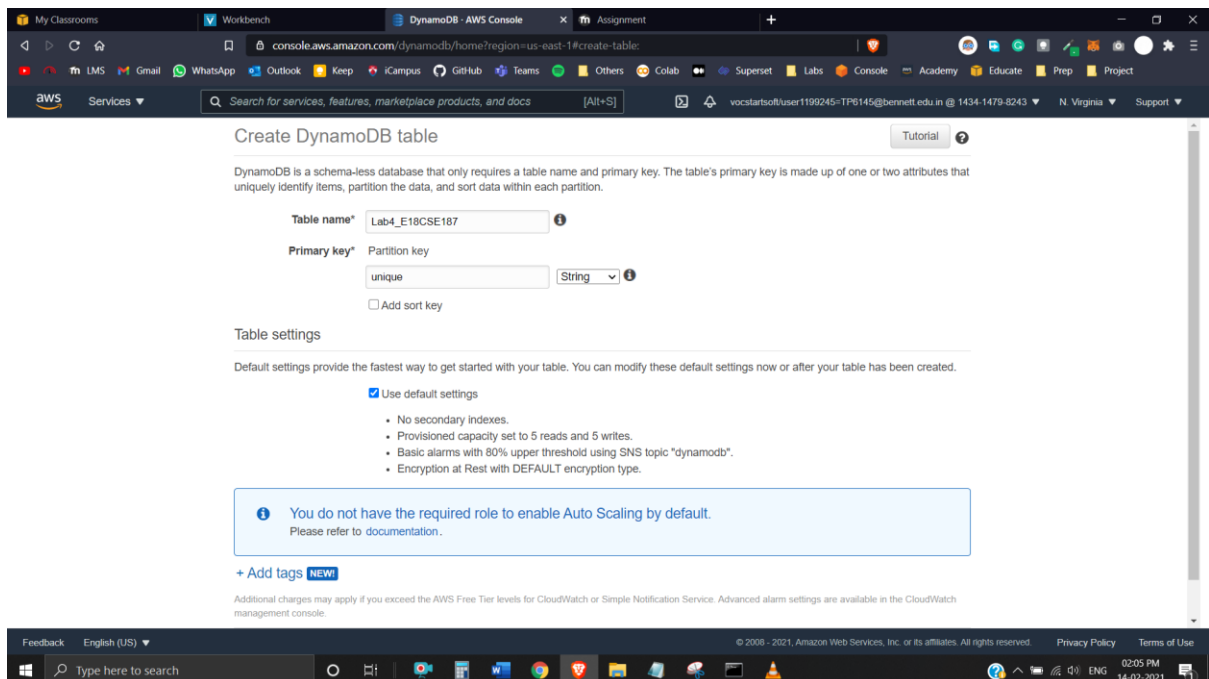 My Classrooms
Workbench
DynamoDB · AWS Console
Assignment
console.aws.amazon.com/dynamodb/home?region=us-east-1#create-table:
LMS
Gmail
WhatsApp
Outlook
Keep
iCampus
GitHub
Teams
Others
Colab
Superset
Labs
Console
Academy
Educate
Prep
Project
aws
Services
Search for services, features, marketplace products, and docs
[Alt+S]
vocstartsoft/user1199245=TP6145@bennett.edu.in @ 1434-1479-8243
N. Virginia
Support
Create DynamoDB table
Tutorial
DynamoDB is a schema-less database that only requires a table name and primary key. The table's primary key is made up of one or two attributes that
uniquely identify items, partition the data, and sort data within each partition.
Table name* Lab4_E18CSE187
Primary key* Partition key
unique String
Add sort key
Table settings
Default settings provide the fastest way to get started with your table. You can modify these default settings now or after your table has been created.
Use default settings
• No secondary indexes.
• Provisioned capacity set to 5 reads and 5 writes.
• Basic alarms with 80% upper threshold using SNS topic "dynamodb".
• Encryption at Rest with DEFAULT encryption type.
You do not have the required role to enable Auto Scaling by default.
Please refer to documentation.
+ Add tags NEW!
Additional charges may apply if you exceed the AWS Free Tier levels for CloudWatch or Simple Notification Service. Advanced alarm settings are available in the CloudWatch
management console.
Feedback
English (US)
© 2008 - 2021, Amazon Web Services, Inc. or its affiliates. All rights reserved.
Privacy Policy
Terms of Use
Type here to search
ENG
02:05 PM
14-02-2021